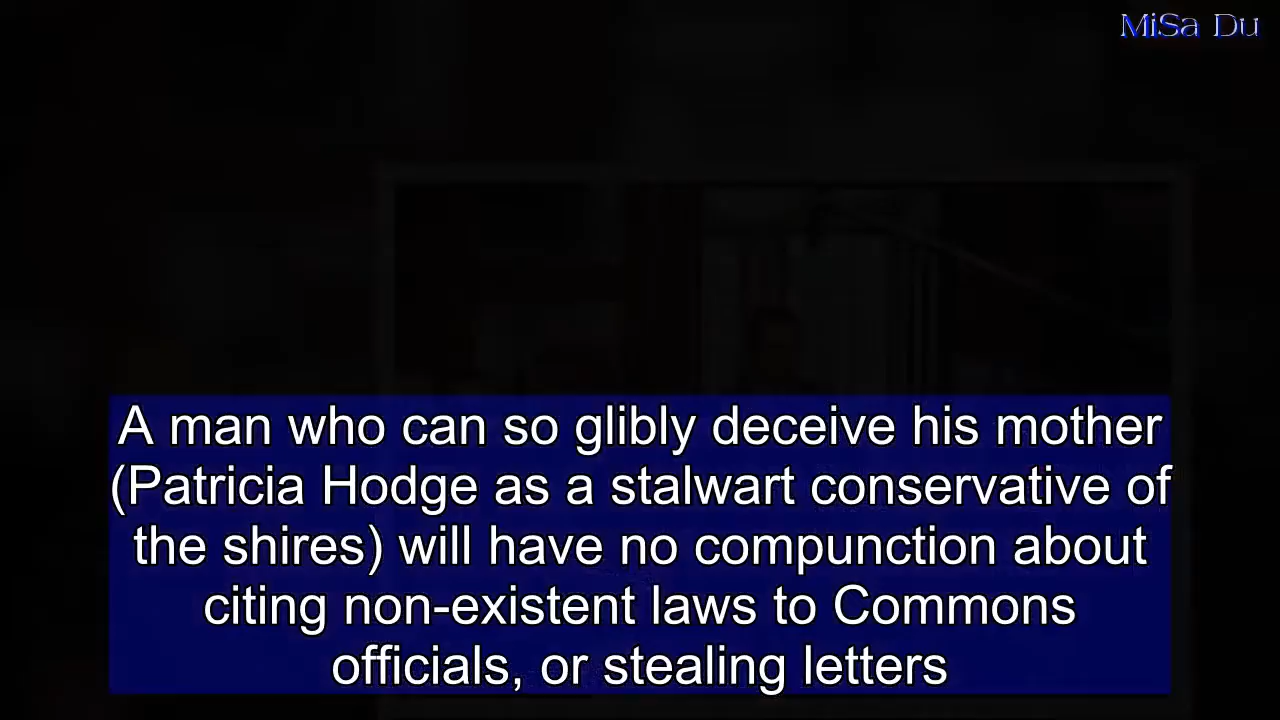 MiSa Du
A man who can so glibly deceive his mother
(Patricia Hodge as a stalwart conservative of
the shires) will have no compunction about
citing non-existent laws to Commons
officials, or stealing letters